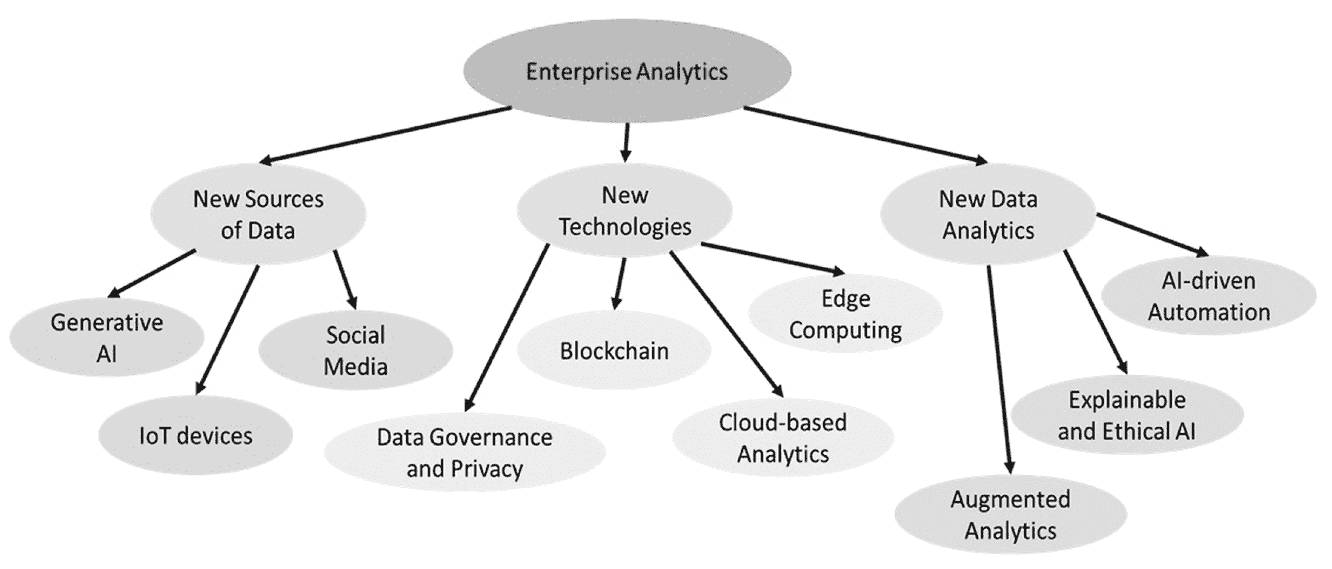 Enterprise Analytics
New Sources
of Data
New
Technologies
New Data
Analytics
Generative
AI
IoT devices
Social
Media
Data Governance
and Privacy
Blockchain
Cloud-based
Analytics
Edge
Computing
Augmented
Analytics
Explainable
and Ethical AI
AI-driven
Automation